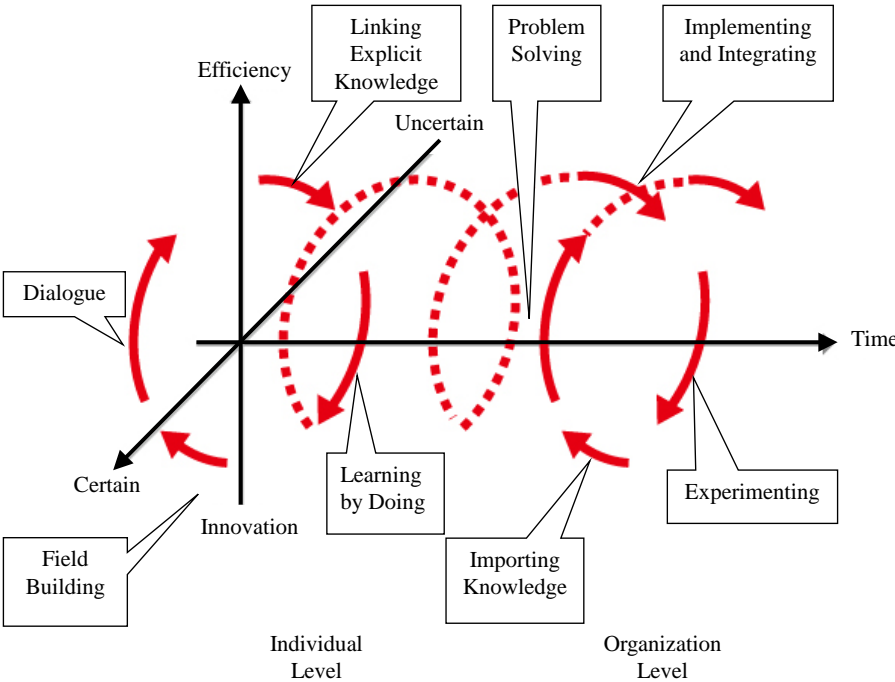 Linking
Explicit
Knowledge
Problem
Solving
Implementing
and Integrating
Efficiency
Uncertain
Dialogue
Time
Certain
Innovation
Learning
by Doing
Experimenting
Field
Building
Importing
Knowledge
Individual
Level
Organization
Level